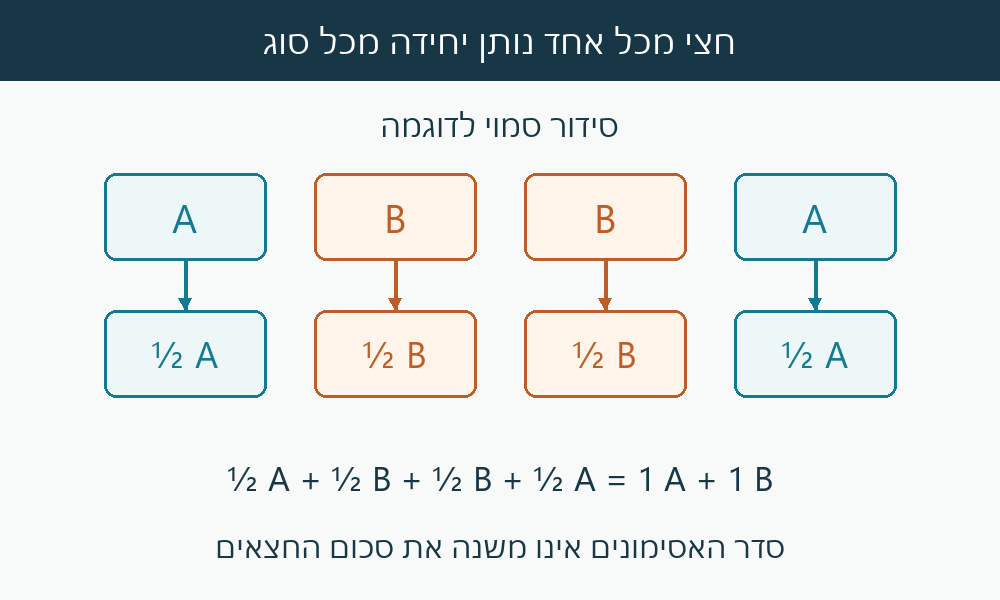 חצי מכל אחד נותן יחידה מכל סוג
סידור סמוי לדוגמה
A B B A
½ A ½ B ½ B ½ A
½ A + ½ B + ½ B + ½ A = 1 A + 1 B
סדר האסימונים אינו משנה את סכום החצאים